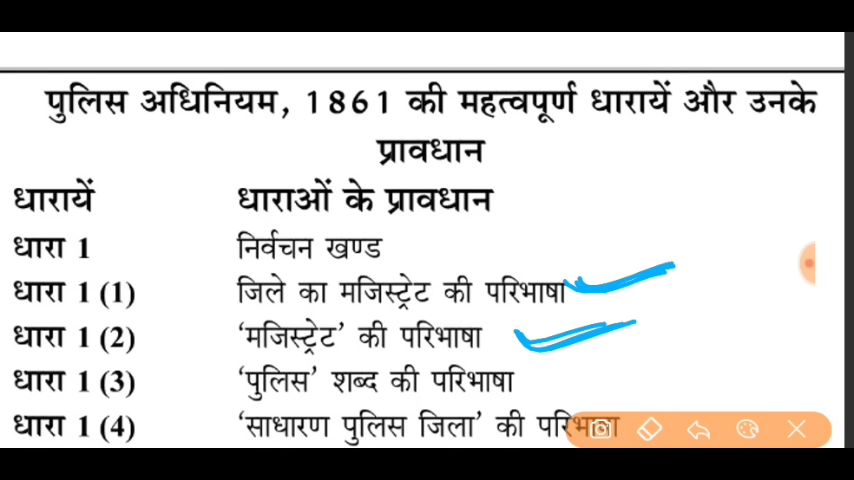 पुलिस अधिनियम, 1861 की महत्वपूर्ण धारायें और उनके
प्रावधान
धारायें धाराओं के प्रावधान
धारा 1 निर्वचन खण्ड
धारा 1 (1) जिले का मजिस्ट्रेट की परिभाषा
धारा 1 (2) ‘मजिस्ट्रेट’ की परिभाषा
धारा 1 (3) ‘पुलिस’ शब्द की परिभाषा
धारा 1 (4) ‘साधारण पुलिस जिला’ की परिभाषा